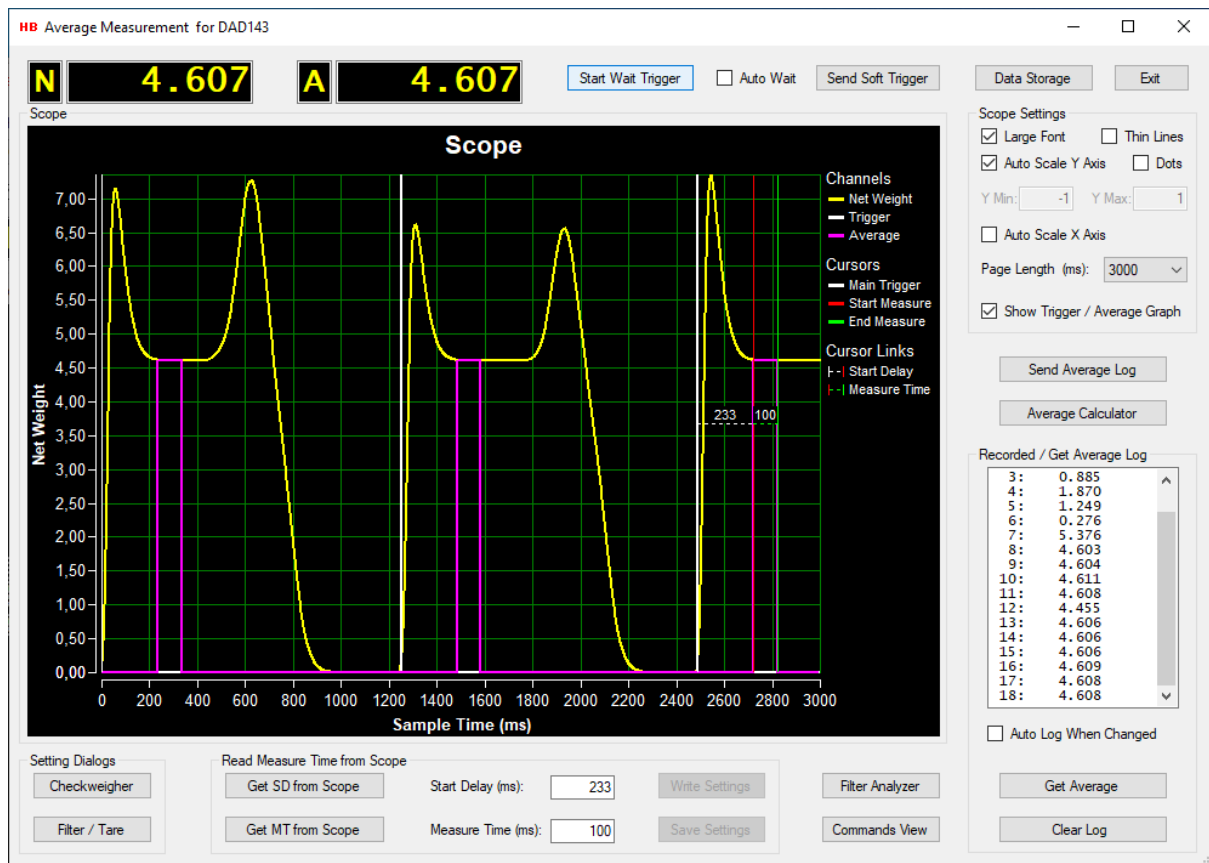 HB Average Measurement for DAD143
N 4.607 A 4.607 Start Wait Trigger Auto Wait Send Soft Trigger Data Storage Exit
Scope
Scope
Channels
Net Weight
Trigger
Average
Cursors
Main Trigger
Start Measure
End Measure
Cursor Links
Start Delay
Measure Time
7,00
6,50
6,00
5,50
5,00
4,50
4,00
3,50
3,00
2,50
2,00
1,50
1,00
0,50
0,00
Net Weight
233 100
0 200 400 600 800 1000 1200 1400 1600 1800 2000 2200 2400 2600 2800 3000
Sample Time (ms)
Scope Settings
Large Font Thin Lines
Auto Scale Y Axis Dots
Y Min: -1 Y Max: 1
Auto Scale X Axis
Page Length (ms): 3000
Show Trigger / Average Graph
Send Average Log
Average Calculator
Recorded / Get Average Log
3: 0.885
4: 1.870
5: 1.249
6: 0.276
7: 5.376
8: 4.603
9: 4.604
10: 4.611
11: 4.608
12: 4.455
13: 4.606
14: 4.606
15: 4.606
16: 4.609
17: 4.608
18: 4.608
Auto Log When Changed
Get Average
Clear Log
Setting Dialogs
Checkweigher
Filter / Tare
Read Measure Time from Scope
Get SD from Scope Start Delay (ms): 233 Write Settings
Get MT from Scope Measure Time (ms): 100 Save Settings
Filter Analyzer
Commands View